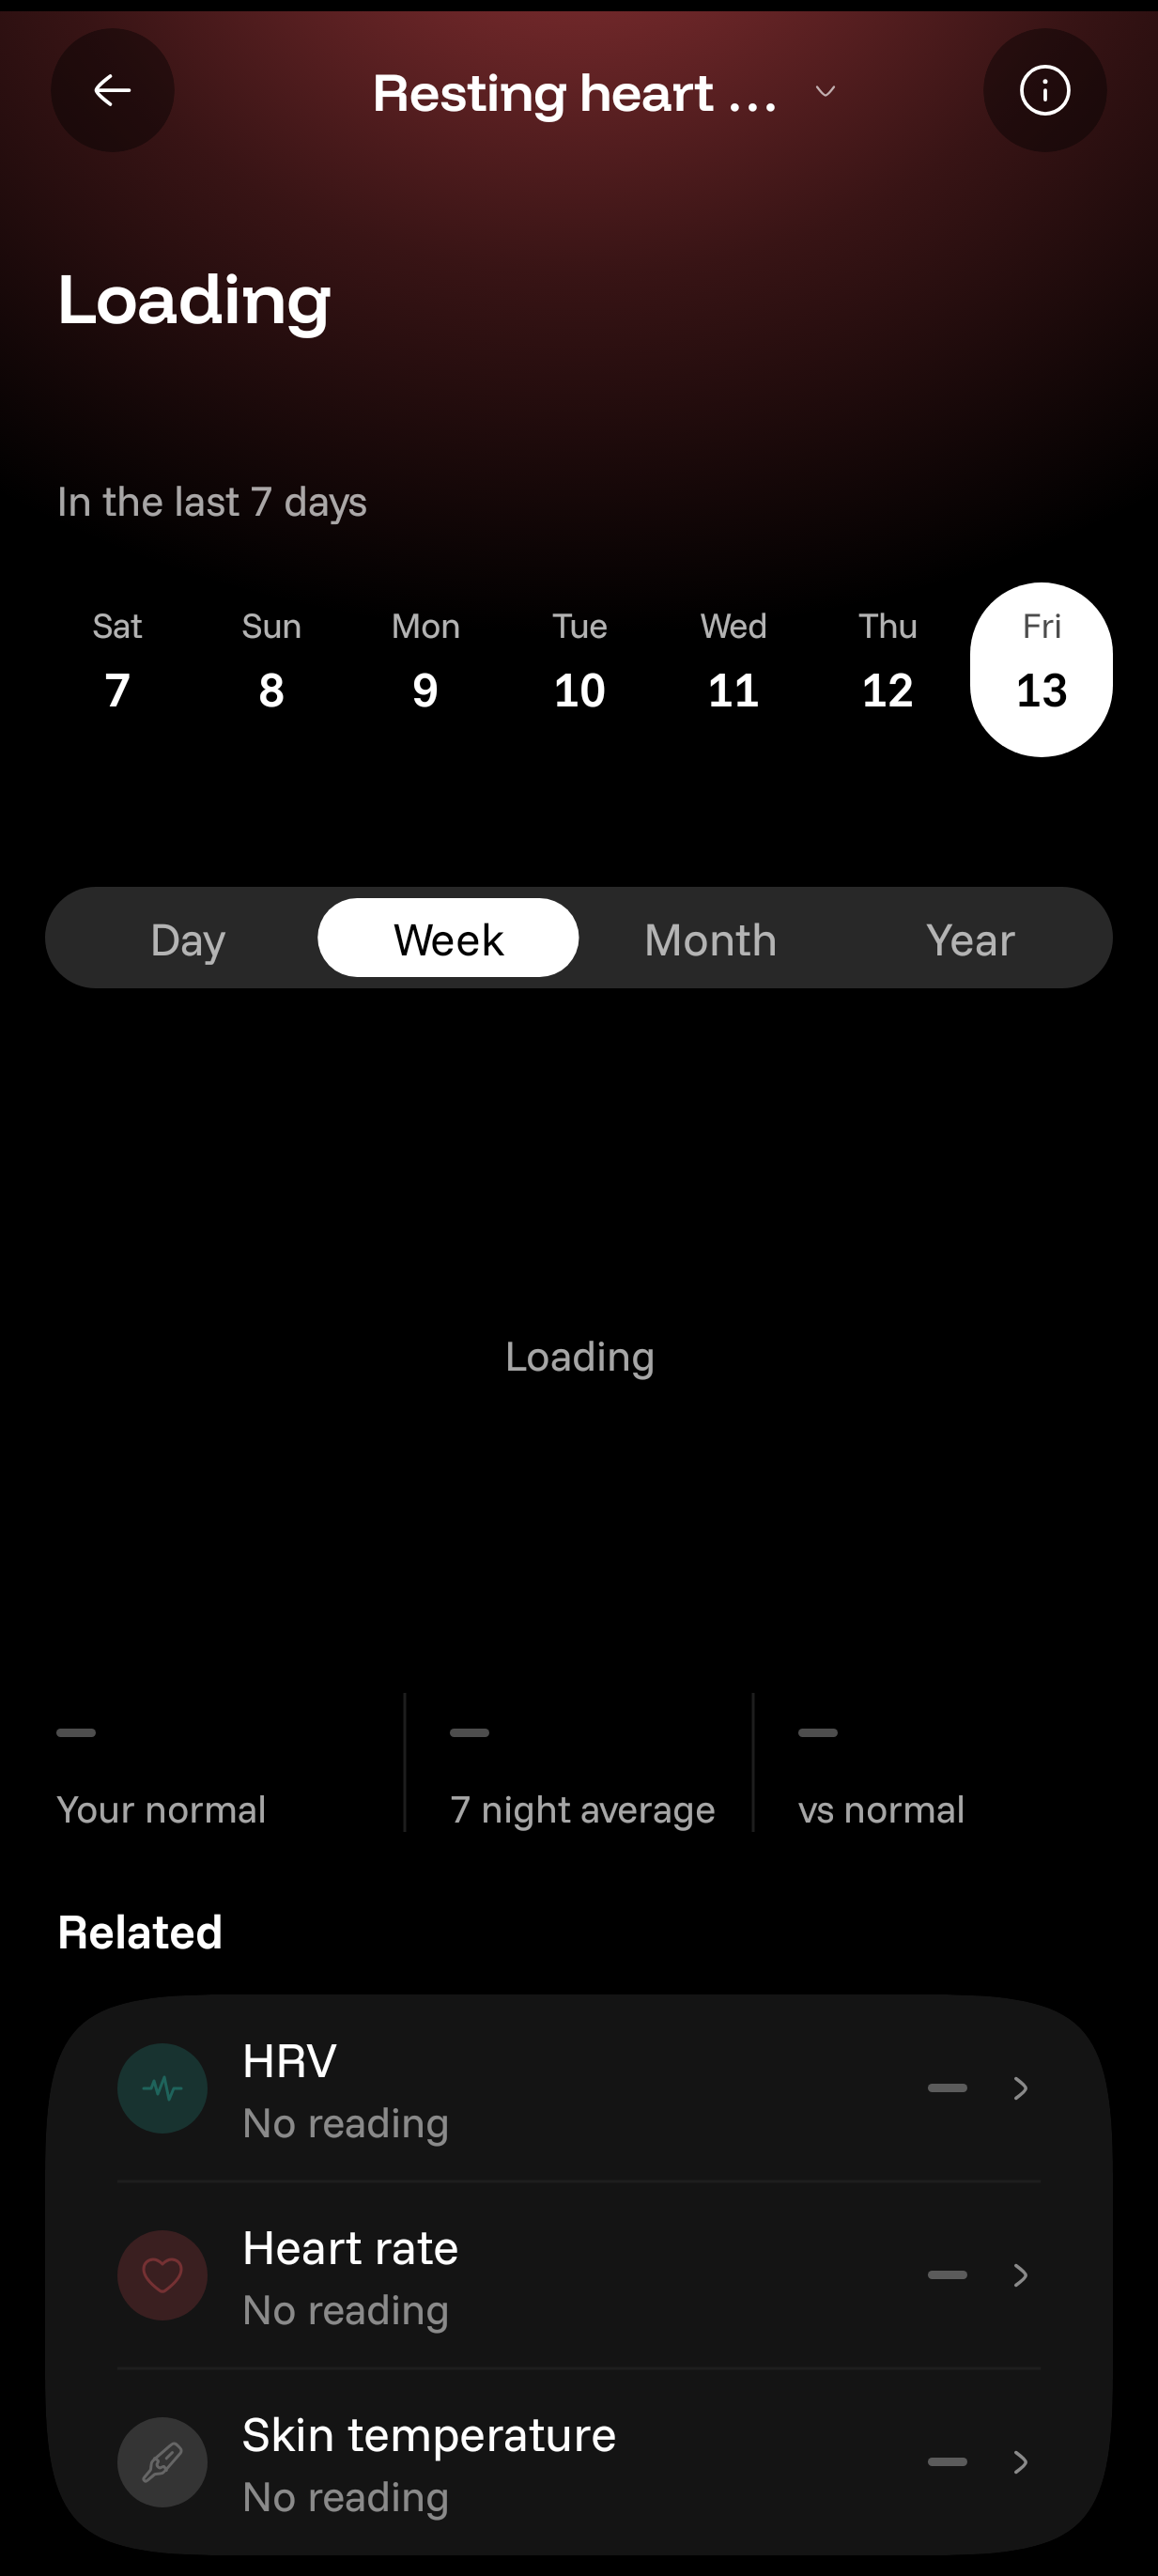 Resting heart ...
Loading
In the last 7 days
Sat Sun Mon Tue Wed Thu Fri
7 8 9 10 11 12 13
Day Week Month Year
Loading
Your normal 7 night average vs normal
Related
HRV
No reading
Heart rate
No reading
Skin temperature
No reading